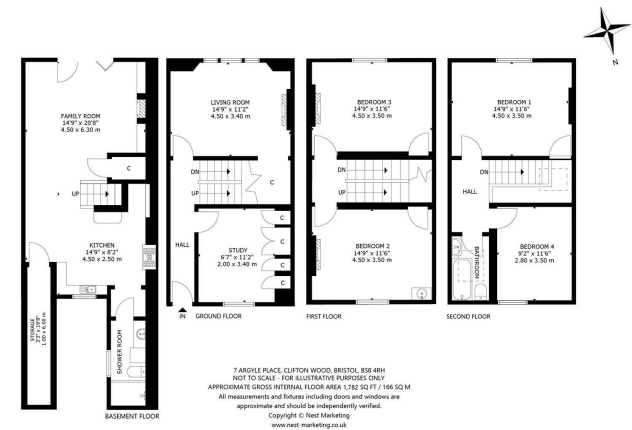 N
FAMILY ROOM
14'9" x 20'8"
4.50 x 6.30 m
C
UP
KITCHEN
14'9" x 8'2"
4.50 x 2.50 m
STORAGE
3'3" x 19'8"
1.00 x 6.00 m
SHOWER ROOM
BASEMENT FLOOR
LIVING ROOM
14'9" x 11'2"
4.50 x 3.40 m
DN
UP
C
HALL
STUDY
6'7" x 11'2"
2.00 x 3.40 m
C
C
C
C
IN
GROUND FLOOR
BEDROOM 3
14'9" x 11'6"
4.50 x 3.50 m
DN
UP
BEDROOM 2
14'9" x 11'6"
4.50 x 3.50 m
FIRST FLOOR
BEDROOM 1
14'9" x 11'6"
4.50 x 3.50 m
DN
HALL
BATHROOM
BEDROOM 4
9'2" x 11'6"
2.80 x 3.50 m
SECOND FLOOR
7 ARGYLE PLACE, CLIFTON WOOD, BRISTOL, BS8 4RH
NOT TO SCALE - FOR ILLUSTRATIVE PURPOSES ONLY
APPROXIMATE GROSS INTERNAL FLOOR AREA 1,782 SQ FT / 166 SQ M
All measurements and fixtures including doors and windows are
approximate and should be independently verified.
Copyright © Nest Marketing
www.nest-marketing.co.uk